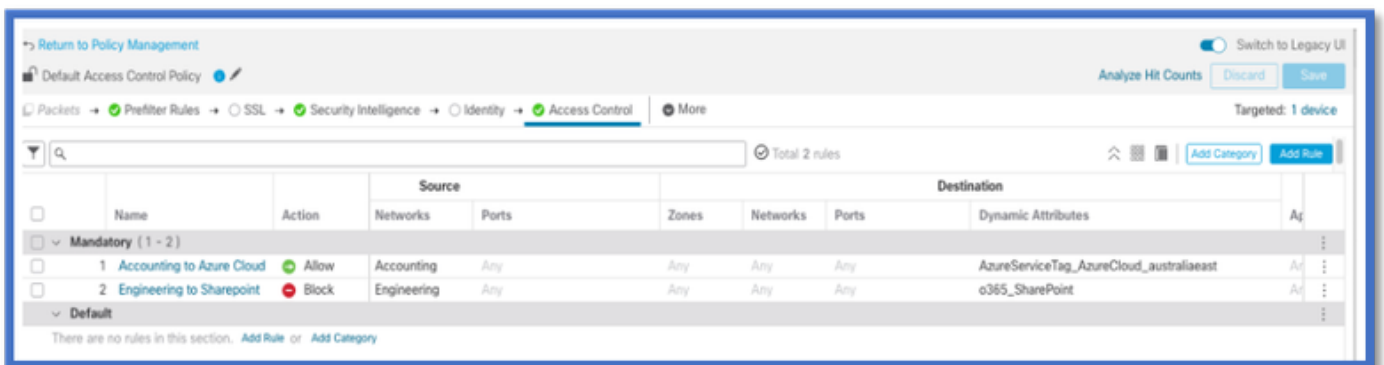 Return to Policy Management Switch to Legacy UI
Default Access Control Policy Analyze Hit Counts Discard Save
Packets → Prefilter Rules → SSL → Security Intelligence → Identity → Access Control More Targeted: 1 device
Total 2 rules Add Category Add Rule
Source Destination
Name Action Networks Ports Zones Networks Ports Dynamic Attributes Ap
Mandatory (1 - 2)
1 Accounting to Azure Cloud Allow Accounting Any Any Any Any AzureServiceTag_AzureCloud_australiaeast
2 Engineering to Sharepoint Block Engineering Any Any Any Any o365_SharePoint
Default
There are no rules in this section. Add Rule or Add Category